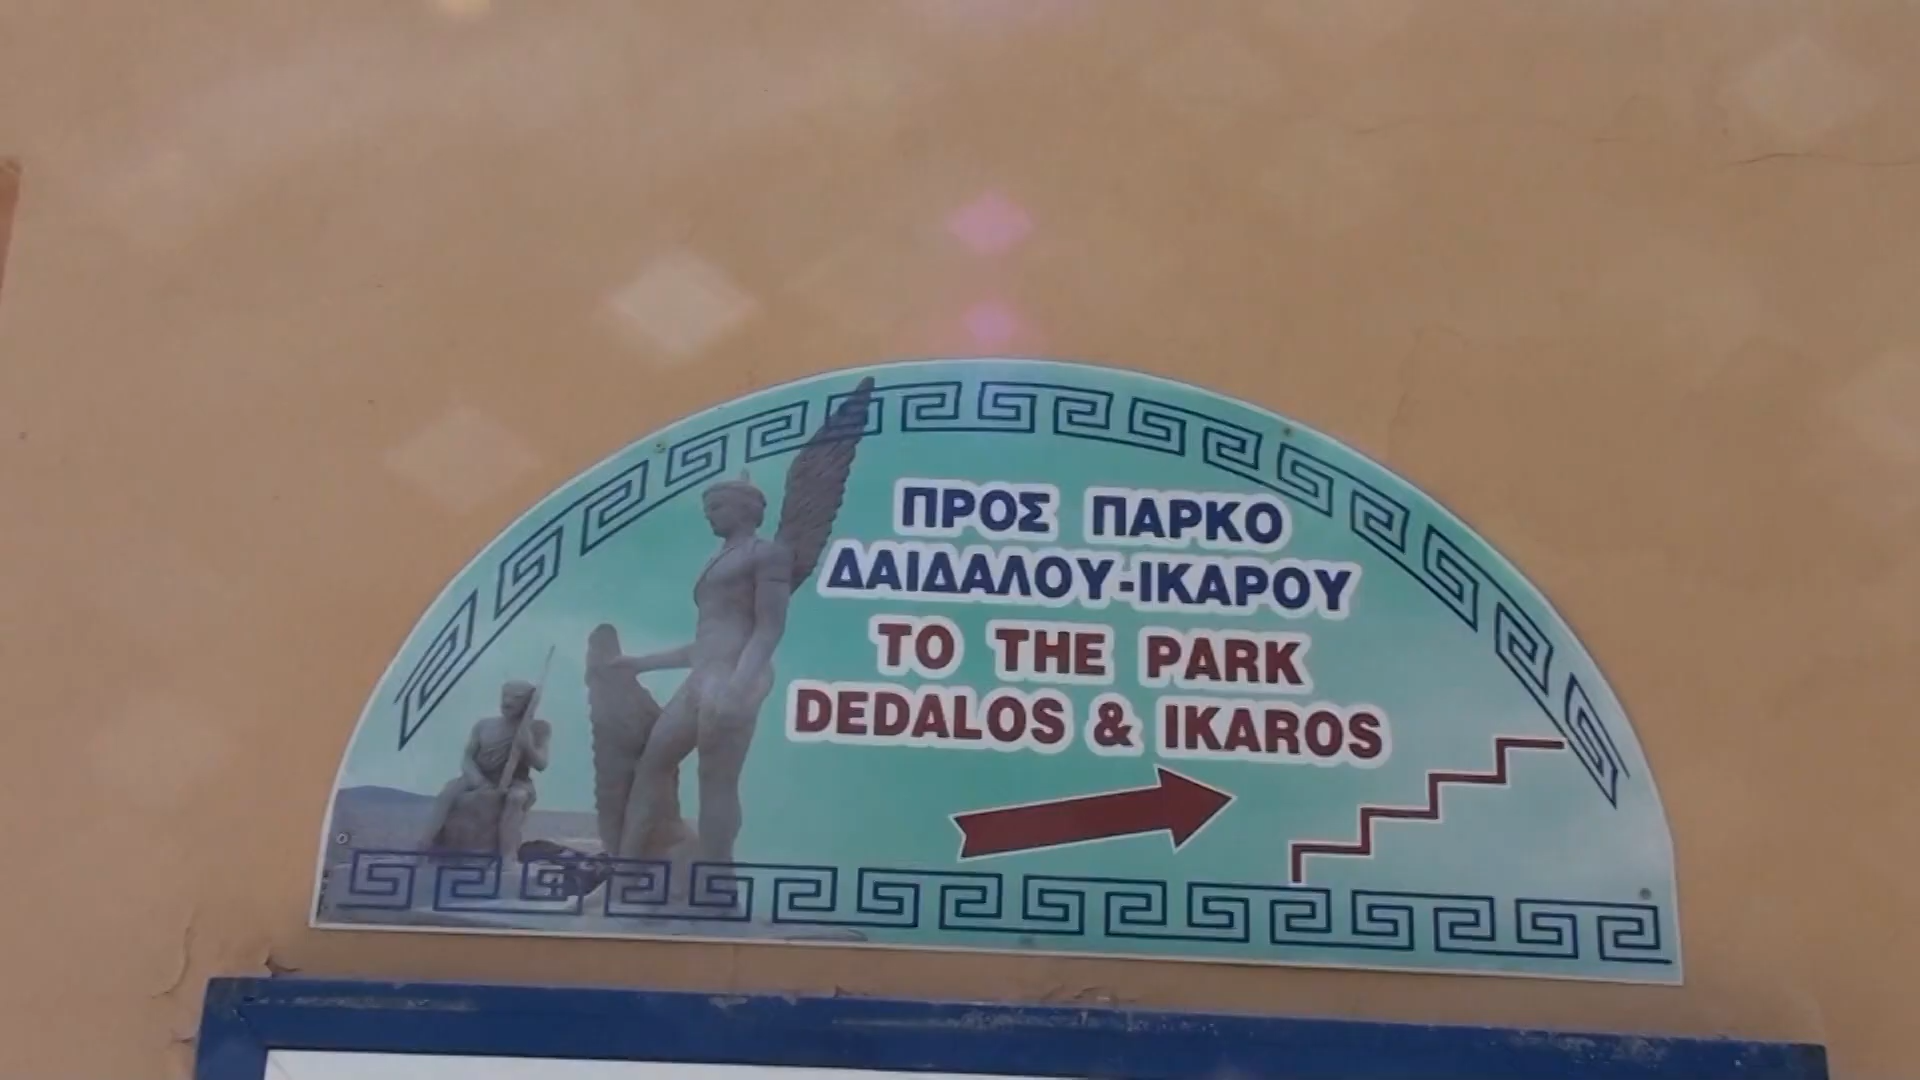 ΠΡΟΣ ΠΑΡΚΟ
ΔΑΙΔΑΛΟΥ-ΙΚΑΡΟΥ
TO THE PARK
DEDALOS & IKAROS